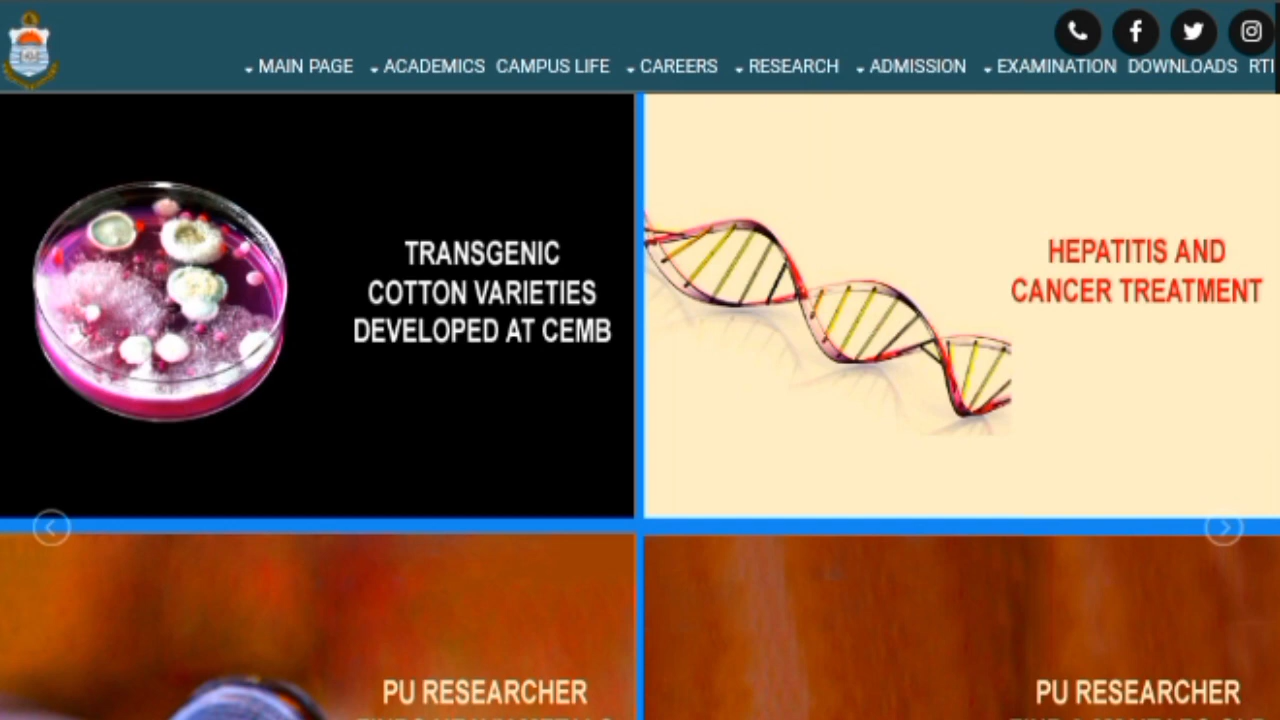 MAIN PAGE ACADEMICS CAMPUS LIFE CAREERS RESEARCH ADMISSION EXAMINATION DOWNLOADS RTI
TRANSGENIC
COTTON VARIETIES
DEVELOPED AT CEMB
HEPATITIS AND
CANCER TREATMENT
PU RESEARCHER
PU RESEARCHER